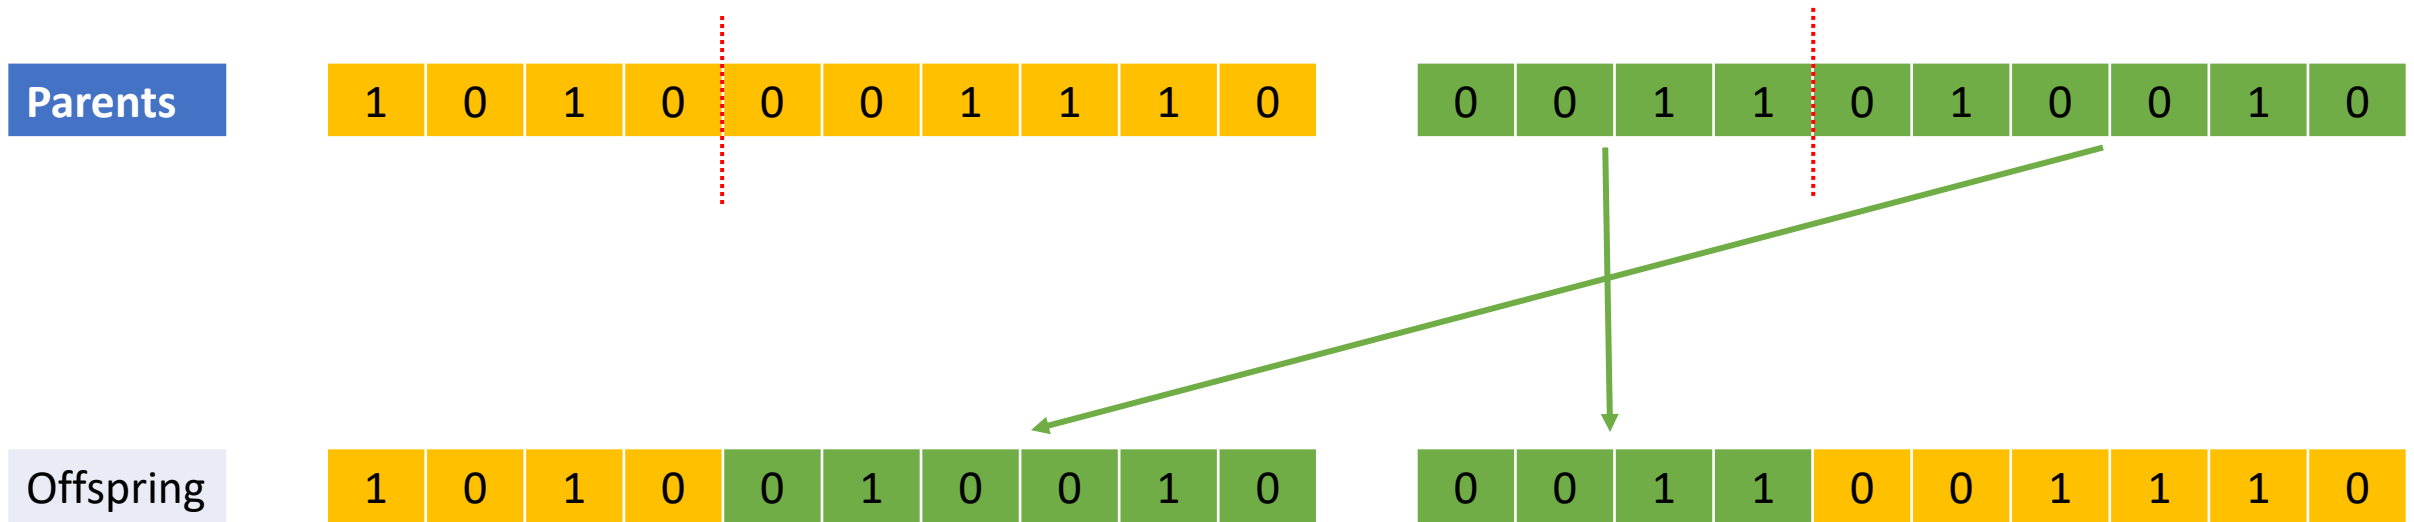 Parents 1 0 1 0 0 0 1 1 1 0 0 0 1 1 0 1 0 0 1 0
Offspring 1 0 1 0 0 1 0 0 1 0 0 0 1 1 0 0 1 1 1 0